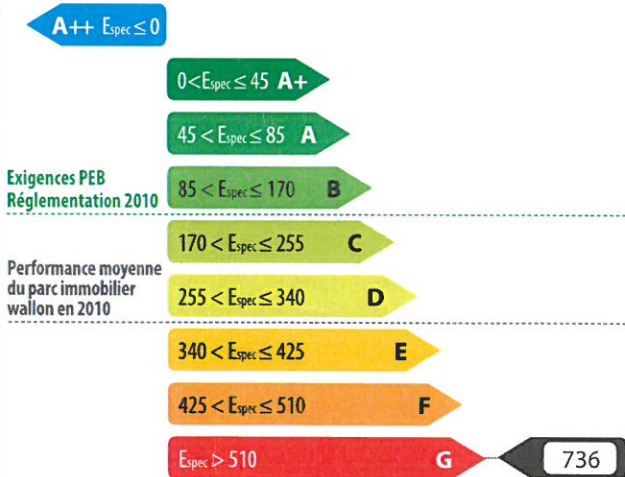 A++ Espec ≤ 0
0 < Espec ≤ 45 A+
45 < Espec ≤ 85 A
Exigences PEB
Réglementation 2010
85 < Espec ≤ 170 B
170 < Espec ≤ 255 C
Performance moyenne
du parc immobilier
wallon en 2010
255 < Espec ≤ 340 D
340 < Espec ≤ 425 E
425 < Espec ≤ 510 F
Espec > 510 G 736